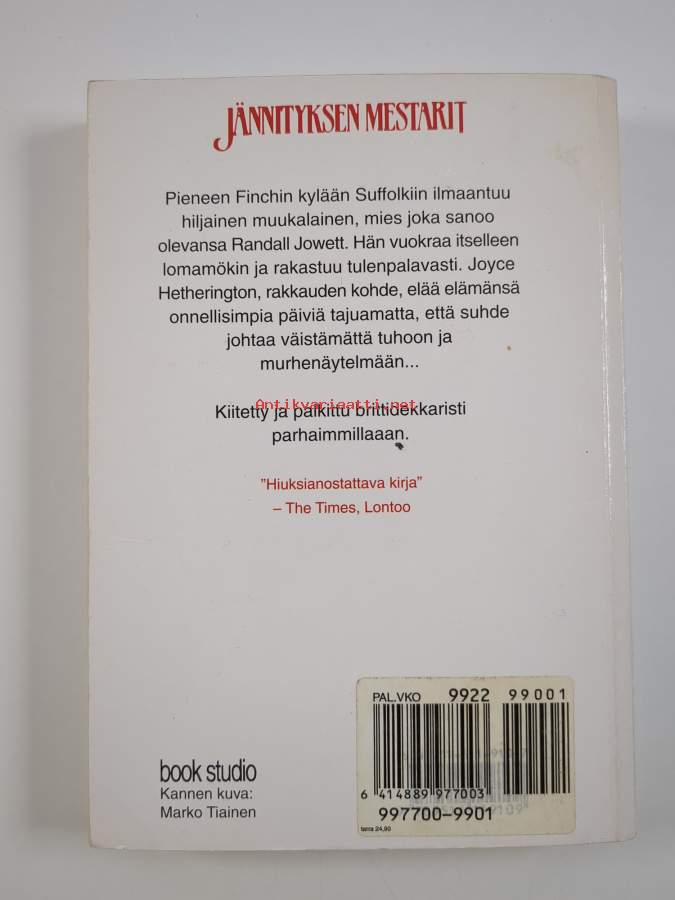 JÄNNITYKSEN MESTARIT
Pieneen Finchin kylään Suffolkiin ilmaantuu
hiljainen muukalainen, mies joka sanoo
olevansa Randall Jowett. Hän vuokraa itselleen
lomamökin ja rakastuu tulenpalavasti. Joyce
Hetherington, rakkauden kohde, elää elämänsä
onnellisimpia päiviä tajuamatta, että suhde
johtaa väistämättä tuhoon ja
murhenäytelmään...
Antikvariaatti.net
Kiitetty ja palkittu brittidekkaristi
parhaimmillaaan.
”Hiuksianostattava kirja”
– The Times, Lontoo
PAL.VKO 9922 99001
6 414889 977003
997700–9901
tarra 24,90
book studio
Kannen kuva:
Marko Tiainen